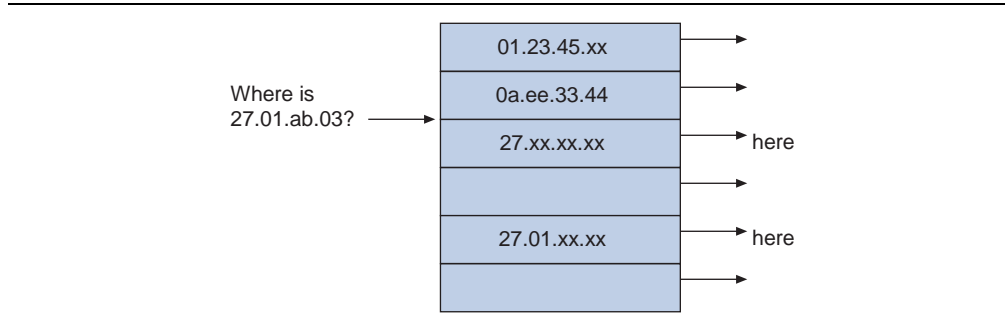 01.23.45.xx
Where is
27.01.ab.03?
0a.ee.33.44
27.xx.xx.xx
here
27.01.xx.xx
here